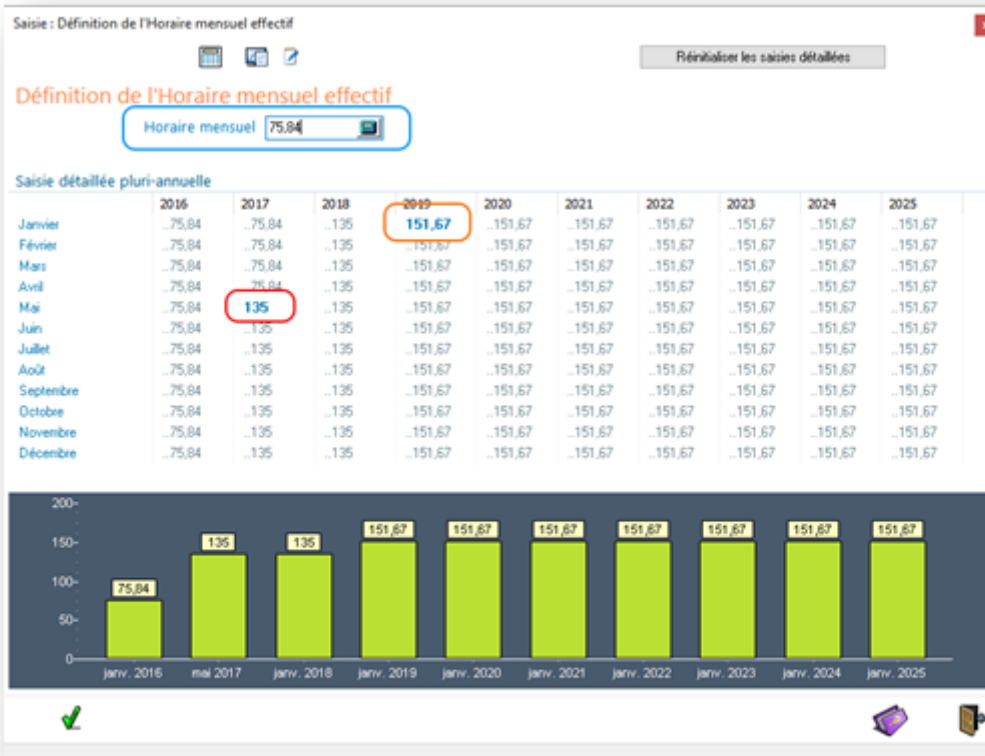 Saisie : Définition de l'Horaire mensuel effectif
Réinitialiser les saisies détaillées
Définition de l'Horaire mensuel effectif
Horaire mensuel 75,84
Saisie détaillée pluri-annuelle
2016 2017 2018 2019 2020 2021 2022 2023 2024 2025
Janvier ..75,84 ..75,84 ..135 151,67 ..151,67 ..151,67 ..151,67 ..151,67 ..151,67 ..151,67
Février ..75,84 ..75,84 ..135 ..151,67 ..151,67 ..151,67 ..151,67 ..151,67 ..151,67 ..151,67
Mars ..75,84 ..75,84 ..135 ..151,67 ..151,67 ..151,67 ..151,67 ..151,67 ..151,67 ..151,67
Avril ..75,84 ..75,84 ..135 ..151,67 ..151,67 ..151,67 ..151,67 ..151,67 ..151,67 ..151,67
Mai ..75,84 135 ..135 ..151,67 ..151,67 ..151,67 ..151,67 ..151,67 ..151,67 ..151,67
Juin ..75,84 ..135 ..135 ..151,67 ..151,67 ..151,67 ..151,67 ..151,67 ..151,67 ..151,67
Juillet ..75,84 ..135 ..135 ..151,67 ..151,67 ..151,67 ..151,67 ..151,67 ..151,67 ..151,67
Août ..75,84 ..135 ..135 ..151,67 ..151,67 ..151,67 ..151,67 ..151,67 ..151,67 ..151,67
Septembre ..75,84 ..135 ..135 ..151,67 ..151,67 ..151,67 ..151,67 ..151,67 ..151,67 ..151,67
Octobre ..75,84 ..135 ..135 ..151,67 ..151,67 ..151,67 ..151,67 ..151,67 ..151,67 ..151,67
Novembre ..75,84 ..135 ..135 ..151,67 ..151,67 ..151,67 ..151,67 ..151,67 ..151,67 ..151,67
Décembre ..75,84 ..135 ..135 ..151,67 ..151,67 ..151,67 ..151,67 ..151,67 ..151,67 ..151,67
200-
151,67 151,67 151,67 151,67 151,67 151,67 151,67
150- 135 135
100- 75,84
50-
0-
janv. 2016 mai 2017 janv. 2018 janv. 2019 janv. 2020 janv. 2021 janv. 2022 janv. 2023 janv. 2024 janv. 2025